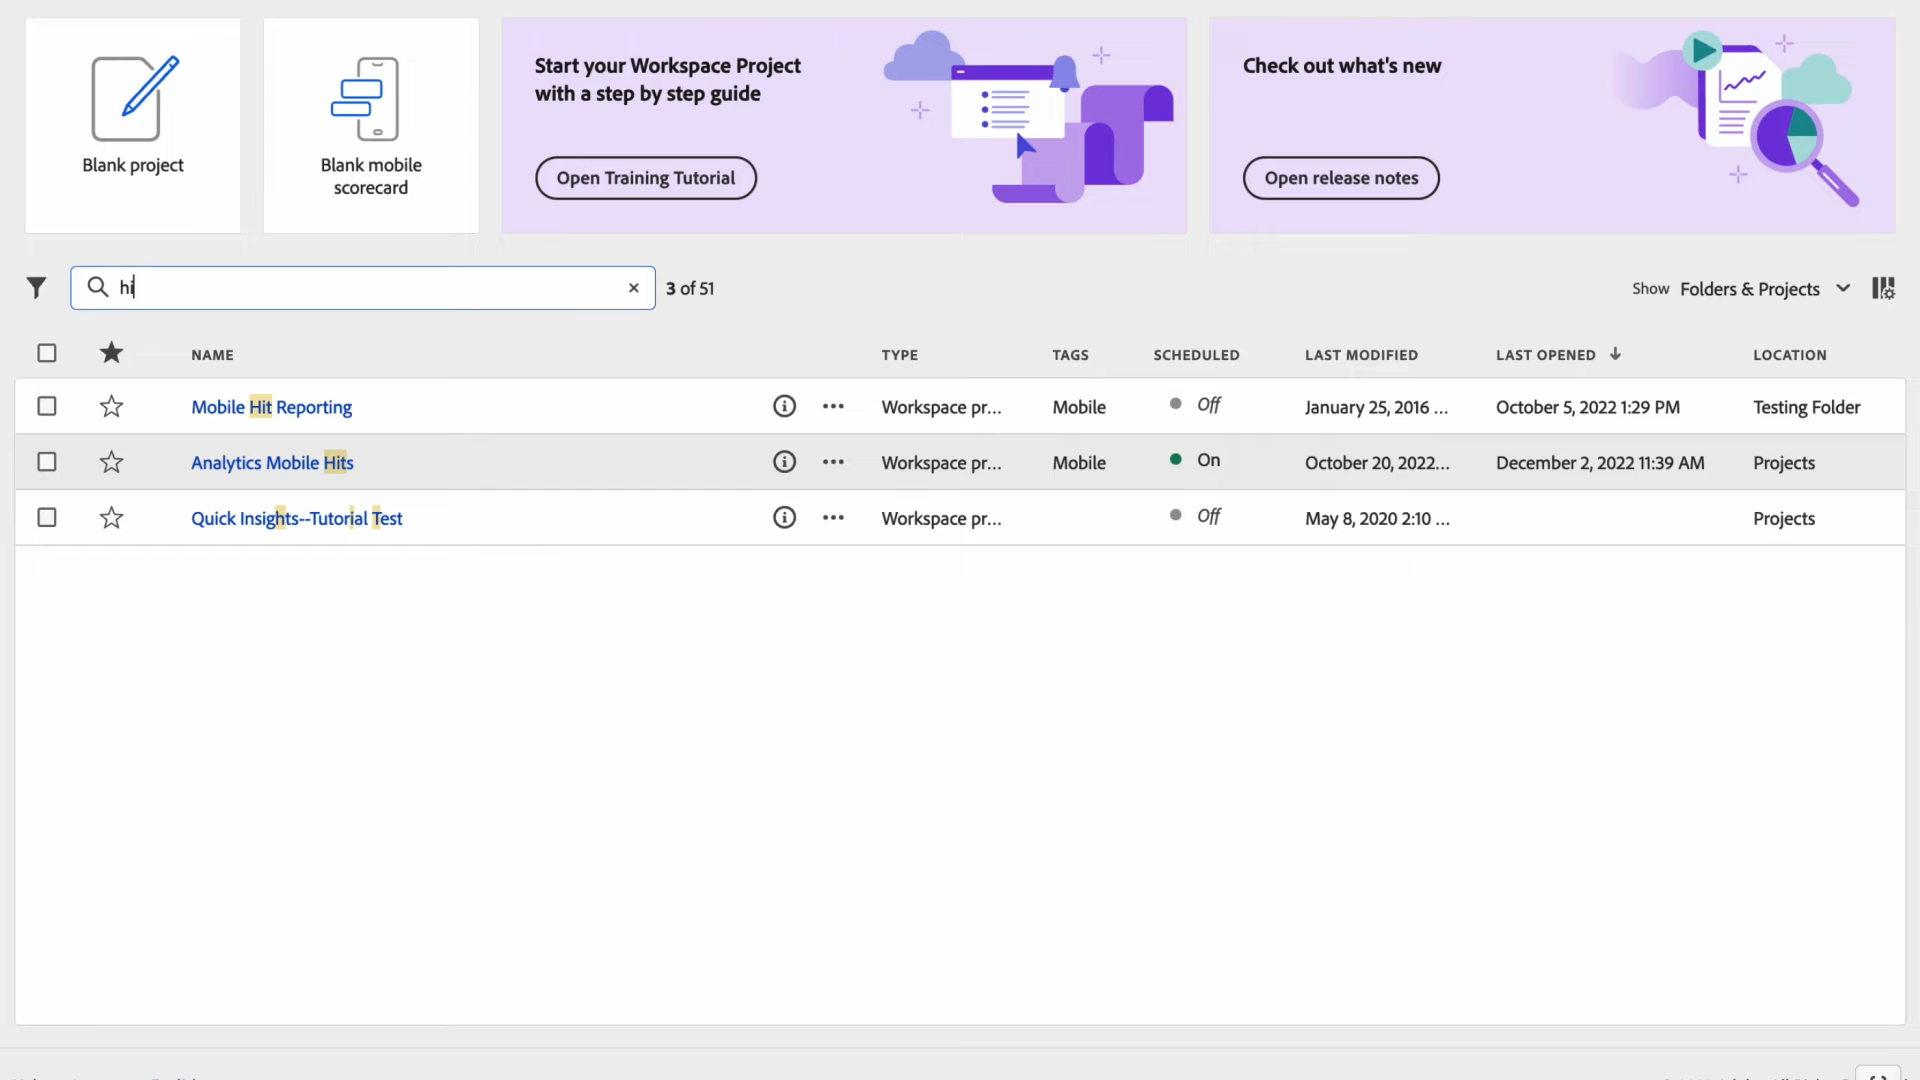 Start your Workspace Project
with a step by step guide
Check out what's new
Blank project
Blank mobile
scorecard
Open Training Tutorial
Open release notes
hi
3 of 51
Show Folders & Projects
NAME TYPE TAGS SCHEDULED LAST MODIFIED LAST OPENED LOCATION
Mobile Hit Reporting Workspace pr... Mobile Off January 25, 2016 ... October 5, 2022 1:29 PM Testing Folder
Analytics Mobile Hits Workspace pr... Mobile On October 20, 2022... December 2, 2022 11:39 AM Projects
Quick Insights--Tutorial Test Workspace pr... Off May 8, 2020 2:10 ... Projects